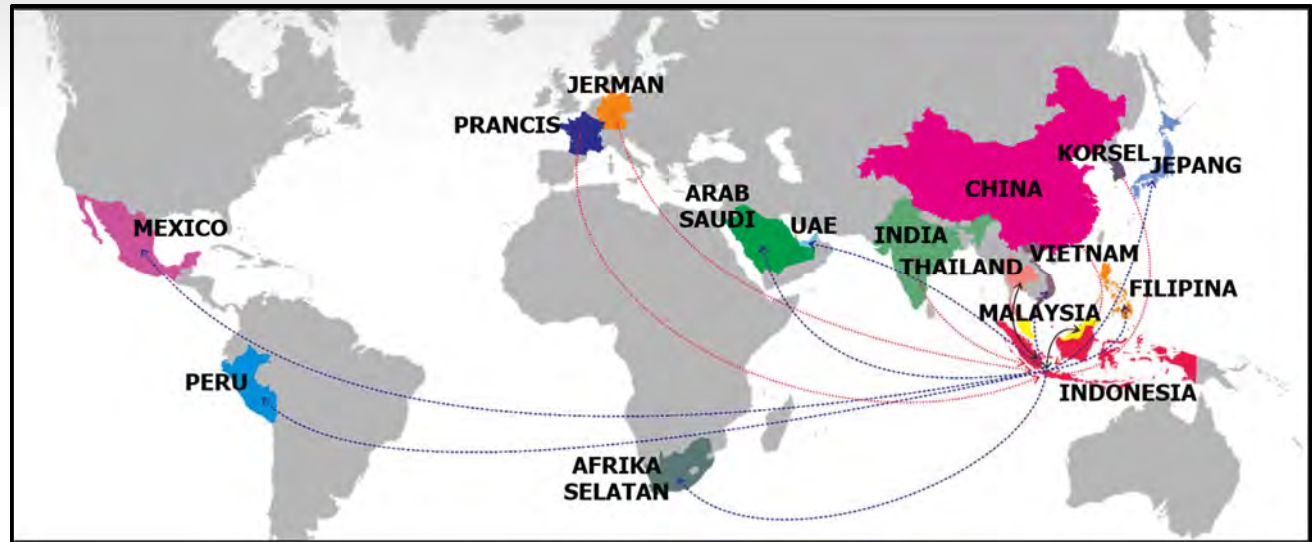 JERMAN
PRANCIS
KORSEL
JEPANG
CHINA
ARAB
SAUDI
UAE
INDIA
MEXICO
VIETNAM
THAILAND
FILIPINA
MALAYSIA
PERU
INDONESIA
AFRIKA
SELATAN